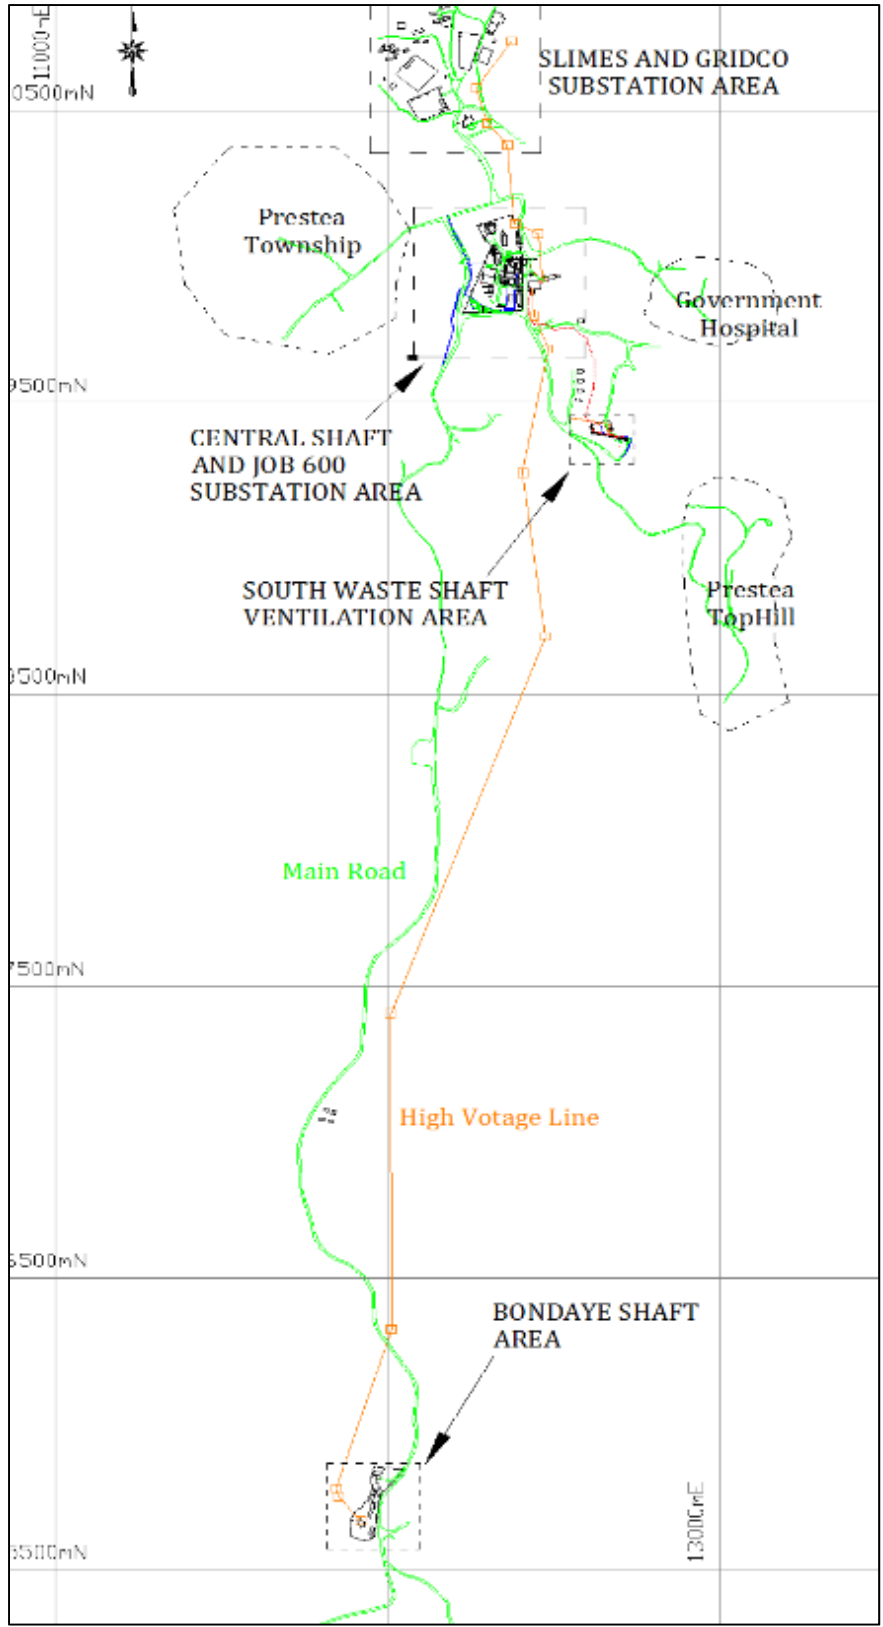 11000mE
SLIMES AND GRIDCO
SUBSTATION AREA
0500mN
Prestea
Township
Government
Hospital
9500mN
CENTRAL SHAFT
AND JOB 600
SUBSTATION AREA
SOUTH WASTE SHAFT
VENTILATION AREA
Prestea
TopHill
8500mN
Main Road
7500mN
High Votage Line
6500mN
BONDAYE SHAFT
AREA
13000mE
5500mN